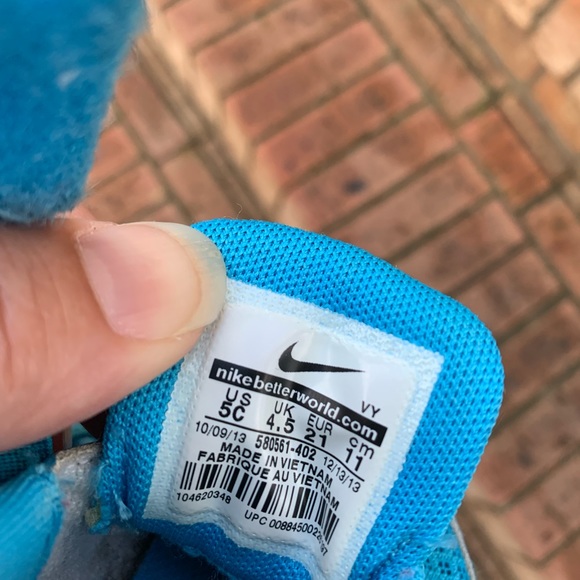 VY
nikebetterworld.com
US UK EUR cm
5C 4.5 21 11
10/09/13 580561-402 12/13/13
MADE IN VIETNAM
FABRIQUE AU VIETNAM
104620348
UPC